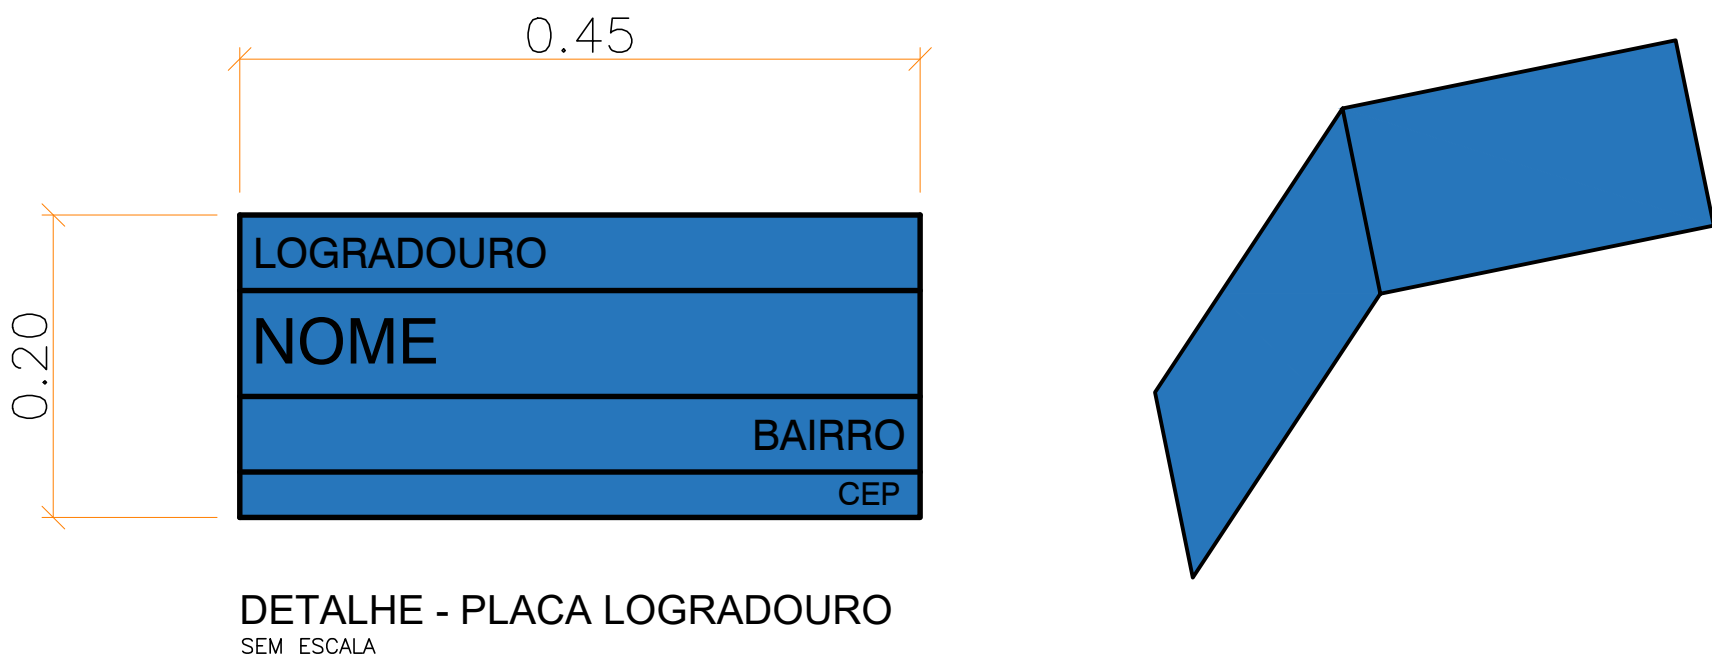 0.45
LOGRADOURO
NOME
0.20
BAIRRO
CEP
DETALHE - PLACA LOGRADOURO
SEM ESCALA